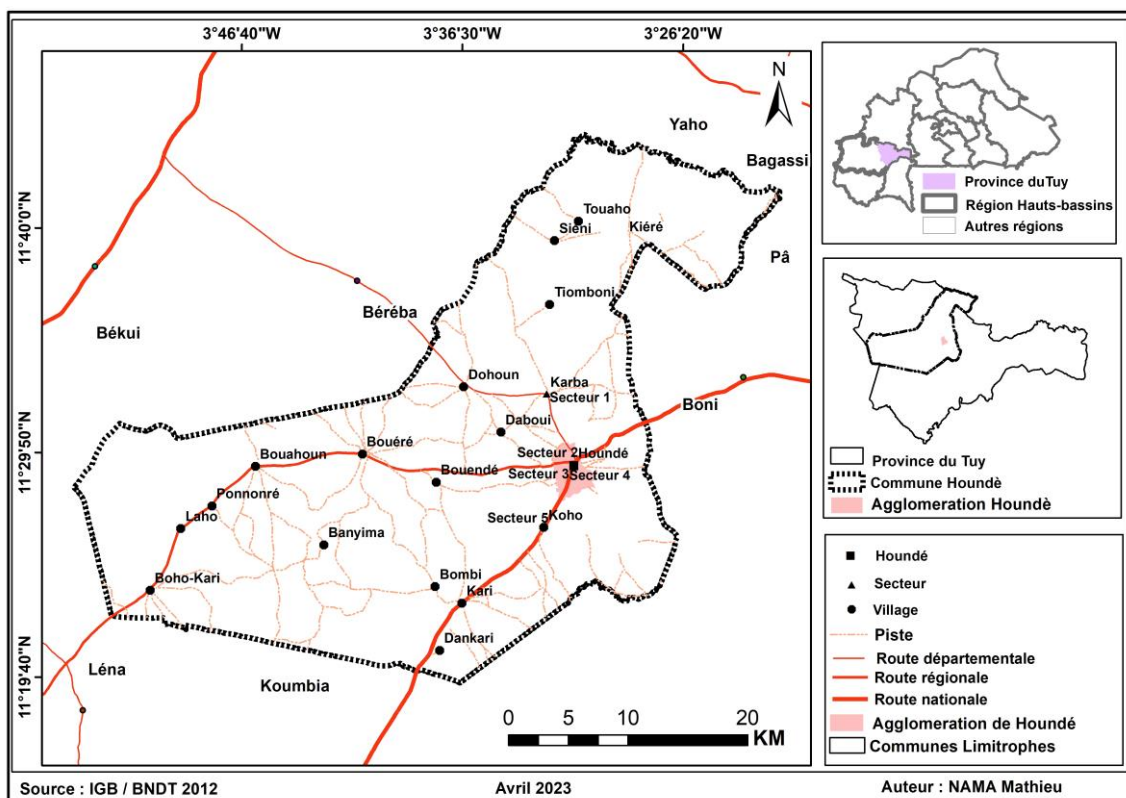 3°46'40"W 3°36'30"W 3°26'20"W
N
Yaho
Bagassi
11°40'0"N
Touaho
Siéni
Kiéré
Pâ
Tiomboni
Békui
Béréba
Dohoun
Karba
Secteur 1
Boni
Daboui
11°29'50"N
Bouéré
Secteur 2 Houndé
Bouahoun
Secteur 3 Secteur 4
Bouendé
Ponnonré
Laho
Secteur 5 Koho
Banyima
Bombi
Boho-Kari
Kari
Dankari
11°19'40"N
Léna
Koumbia
0 5 10 20
KM
Province duTuy
Région Hauts-bassins
Autres régions
Province du Tuy
Commune Houndè
Agglomeration Houndè
Houndé
Secteur
Village
Piste
Route départementale
Route régionale
Route nationale
Agglomeration de Houndé
Communes Limitrophes
Source : IGB / BNDT 2012 Avril 2023 Auteur : NAMA Mathieu